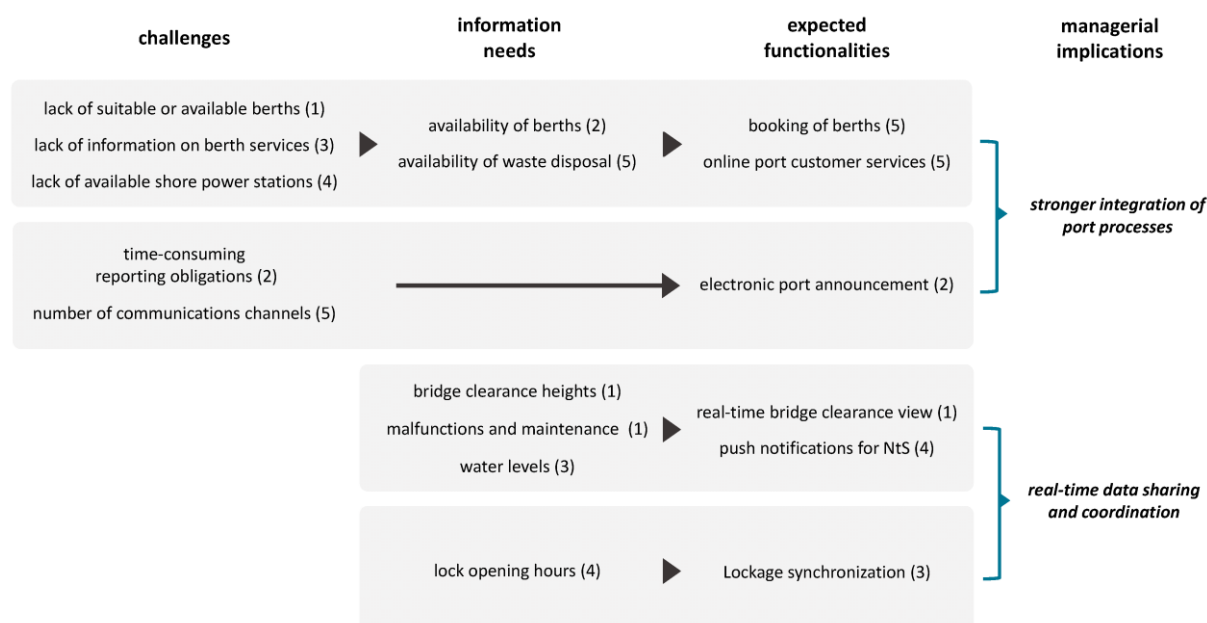 challenges
information
needs
expected
functionalities
managerial
implications
lack of suitable or available berths (1)
lack of information on berth services (3)
lack of available shore power stations (4)
availability of berths (2)
availability of waste disposal (5)
booking of berths (5)
online port customer services (5)
stronger integration of
port processes
time-consuming
reporting obligations (2)
number of communications channels (5)
electronic port announcement (2)
bridge clearance heights (1)
malfunctions and maintenance (1)
water levels (3)
real-time bridge clearance view (1)
push notifications for NtS (4)
real-time data sharing
and coordination
lock opening hours (4)
Lockage synchronization (3)